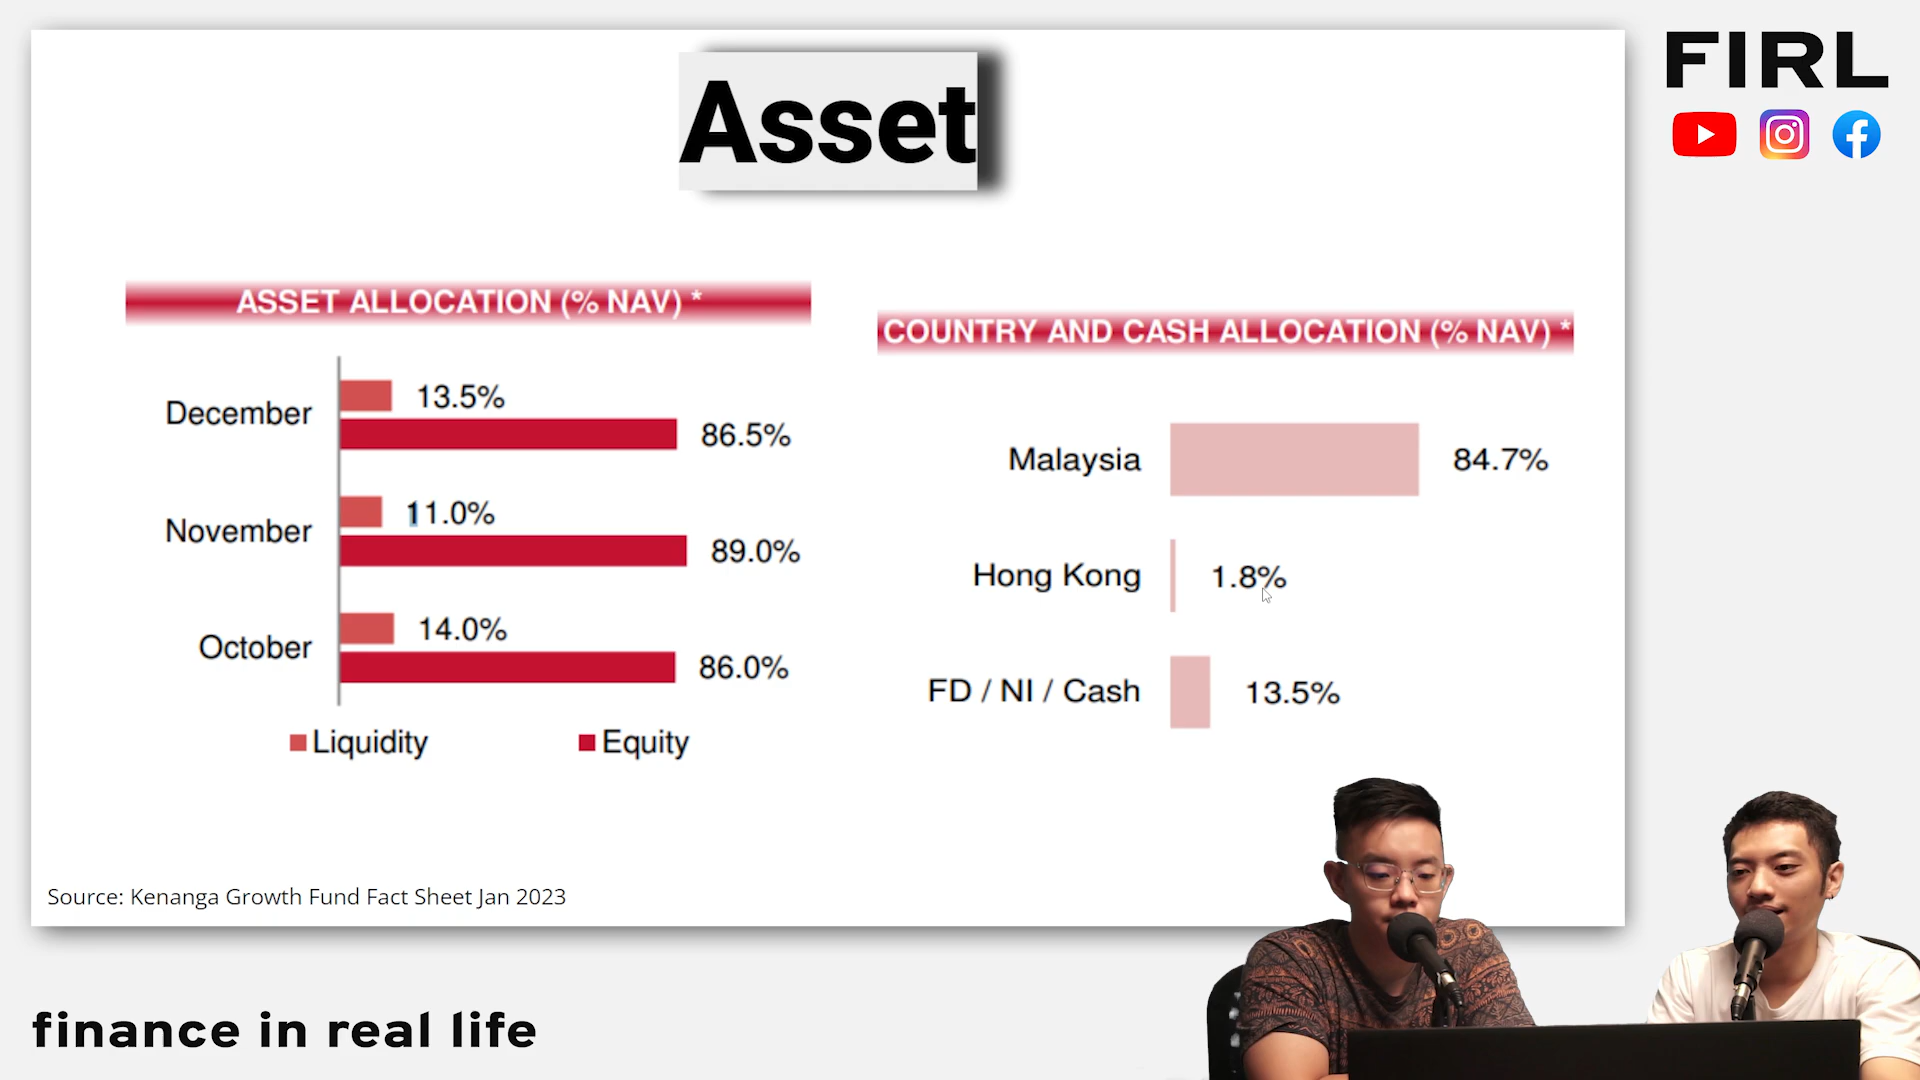 FIRL
Asset
ASSET ALLOCATION (% NAV) *
December
13.5%
86.5%
November
11.0%
89.0%
October
14.0%
86.0%
Liquidity
Equity
COUNTRY AND CASH ALLOCATION (% NAV) *
Malaysia
84.7%
Hong Kong
1.8%
FD / NI / Cash
13.5%
Source: Kenanga Growth Fund Fact Sheet Jan 2023
finance in real life